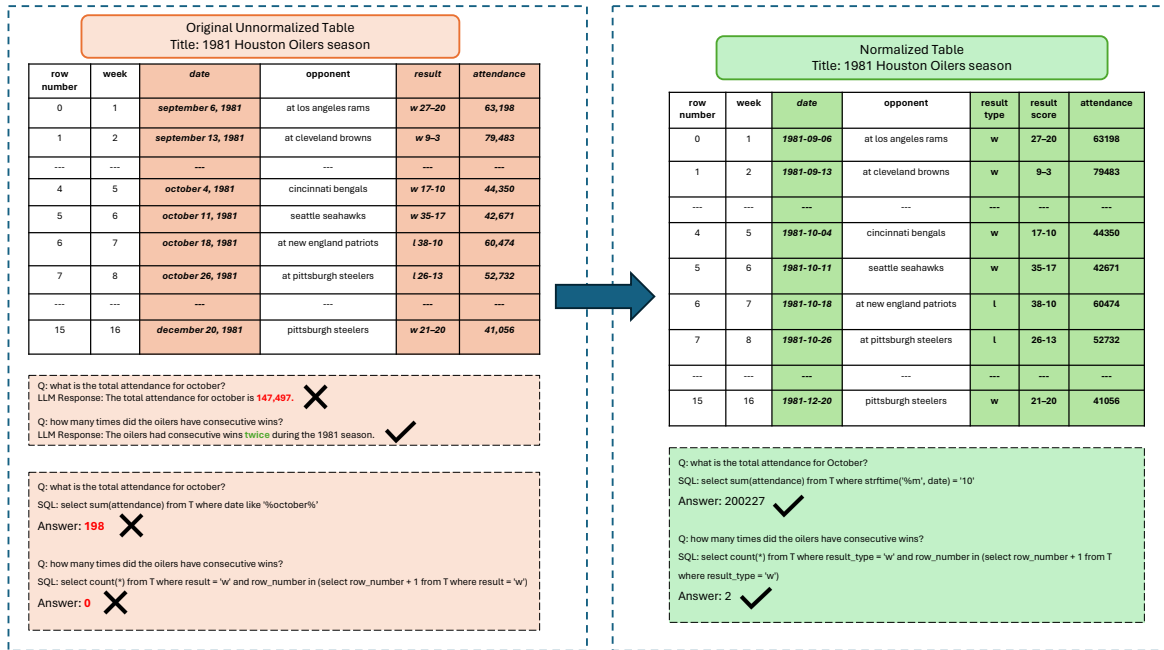 Original Unnormalized Table
Title: 1981 Houston Oilers season
row number week date opponent result attendance
0 1 september 6, 1981 at los angeles rams w 27–20 63,198
1 2 september 13, 1981 at cleveland browns w 9–3 79,483
--- --- --- --- --- ---
4 5 october 4, 1981 cincinnati bengals w 17-10 44,350
5 6 october 11, 1981 seattle seahawks w 35-17 42,671
6 7 october 18, 1981 at new england patriots l 38-10 60,474
7 8 october 26, 1981 at pittsburgh steelers l 26-13 52,732
--- --- --- --- --- ---
15 16 december 20, 1981 pittsburgh steelers w 21–20 41,056
Q: what is the total attendance for october?
LLM Response: The total attendance for october is 147,497.
Q: how many times did the oilers have consecutive wins?
LLM Response: The oilers had consecutive wins twice during the 1981 season.
Q: what is the total attendance for october?
SQL: select sum(attendance) from T where date like '%october%'
Answer: 198
Q: how many times did the oilers have consecutive wins?
SQL: select count(*) from T where result = 'w' and row_number in (select row_number + 1 from T where result = 'w')
Answer: 0
Normalized Table
Title: 1981 Houston Oilers season
row number week date opponent result type result score attendance
0 1 1981-09-06 at los angeles rams w 27–20 63198
1 2 1981-09-13 at cleveland browns w 9–3 79483
--- --- --- --- --- --- ---
4 5 1981-10-04 cincinnati bengals w 17-10 44350
5 6 1981-10-11 seattle seahawks w 35-17 42671
6 7 1981-10-18 at new england patriots l 38-10 60474
7 8 1981-10-26 at pittsburgh steelers l 26-13 52732
--- --- --- --- --- --- ---
15 16 1981-12-20 pittsburgh steelers w 21–20 41056
Q: what is the total attendance for October?
SQL: select sum(attendance) from T where strftime('%m', date) = '10'
Answer: 200227
Q: how many times did the oilers have consecutive wins?
SQL: select count(*) from T where result_type = 'w' and row_number in (select row_number + 1 from T
where result_type = 'w')
Answer: 2